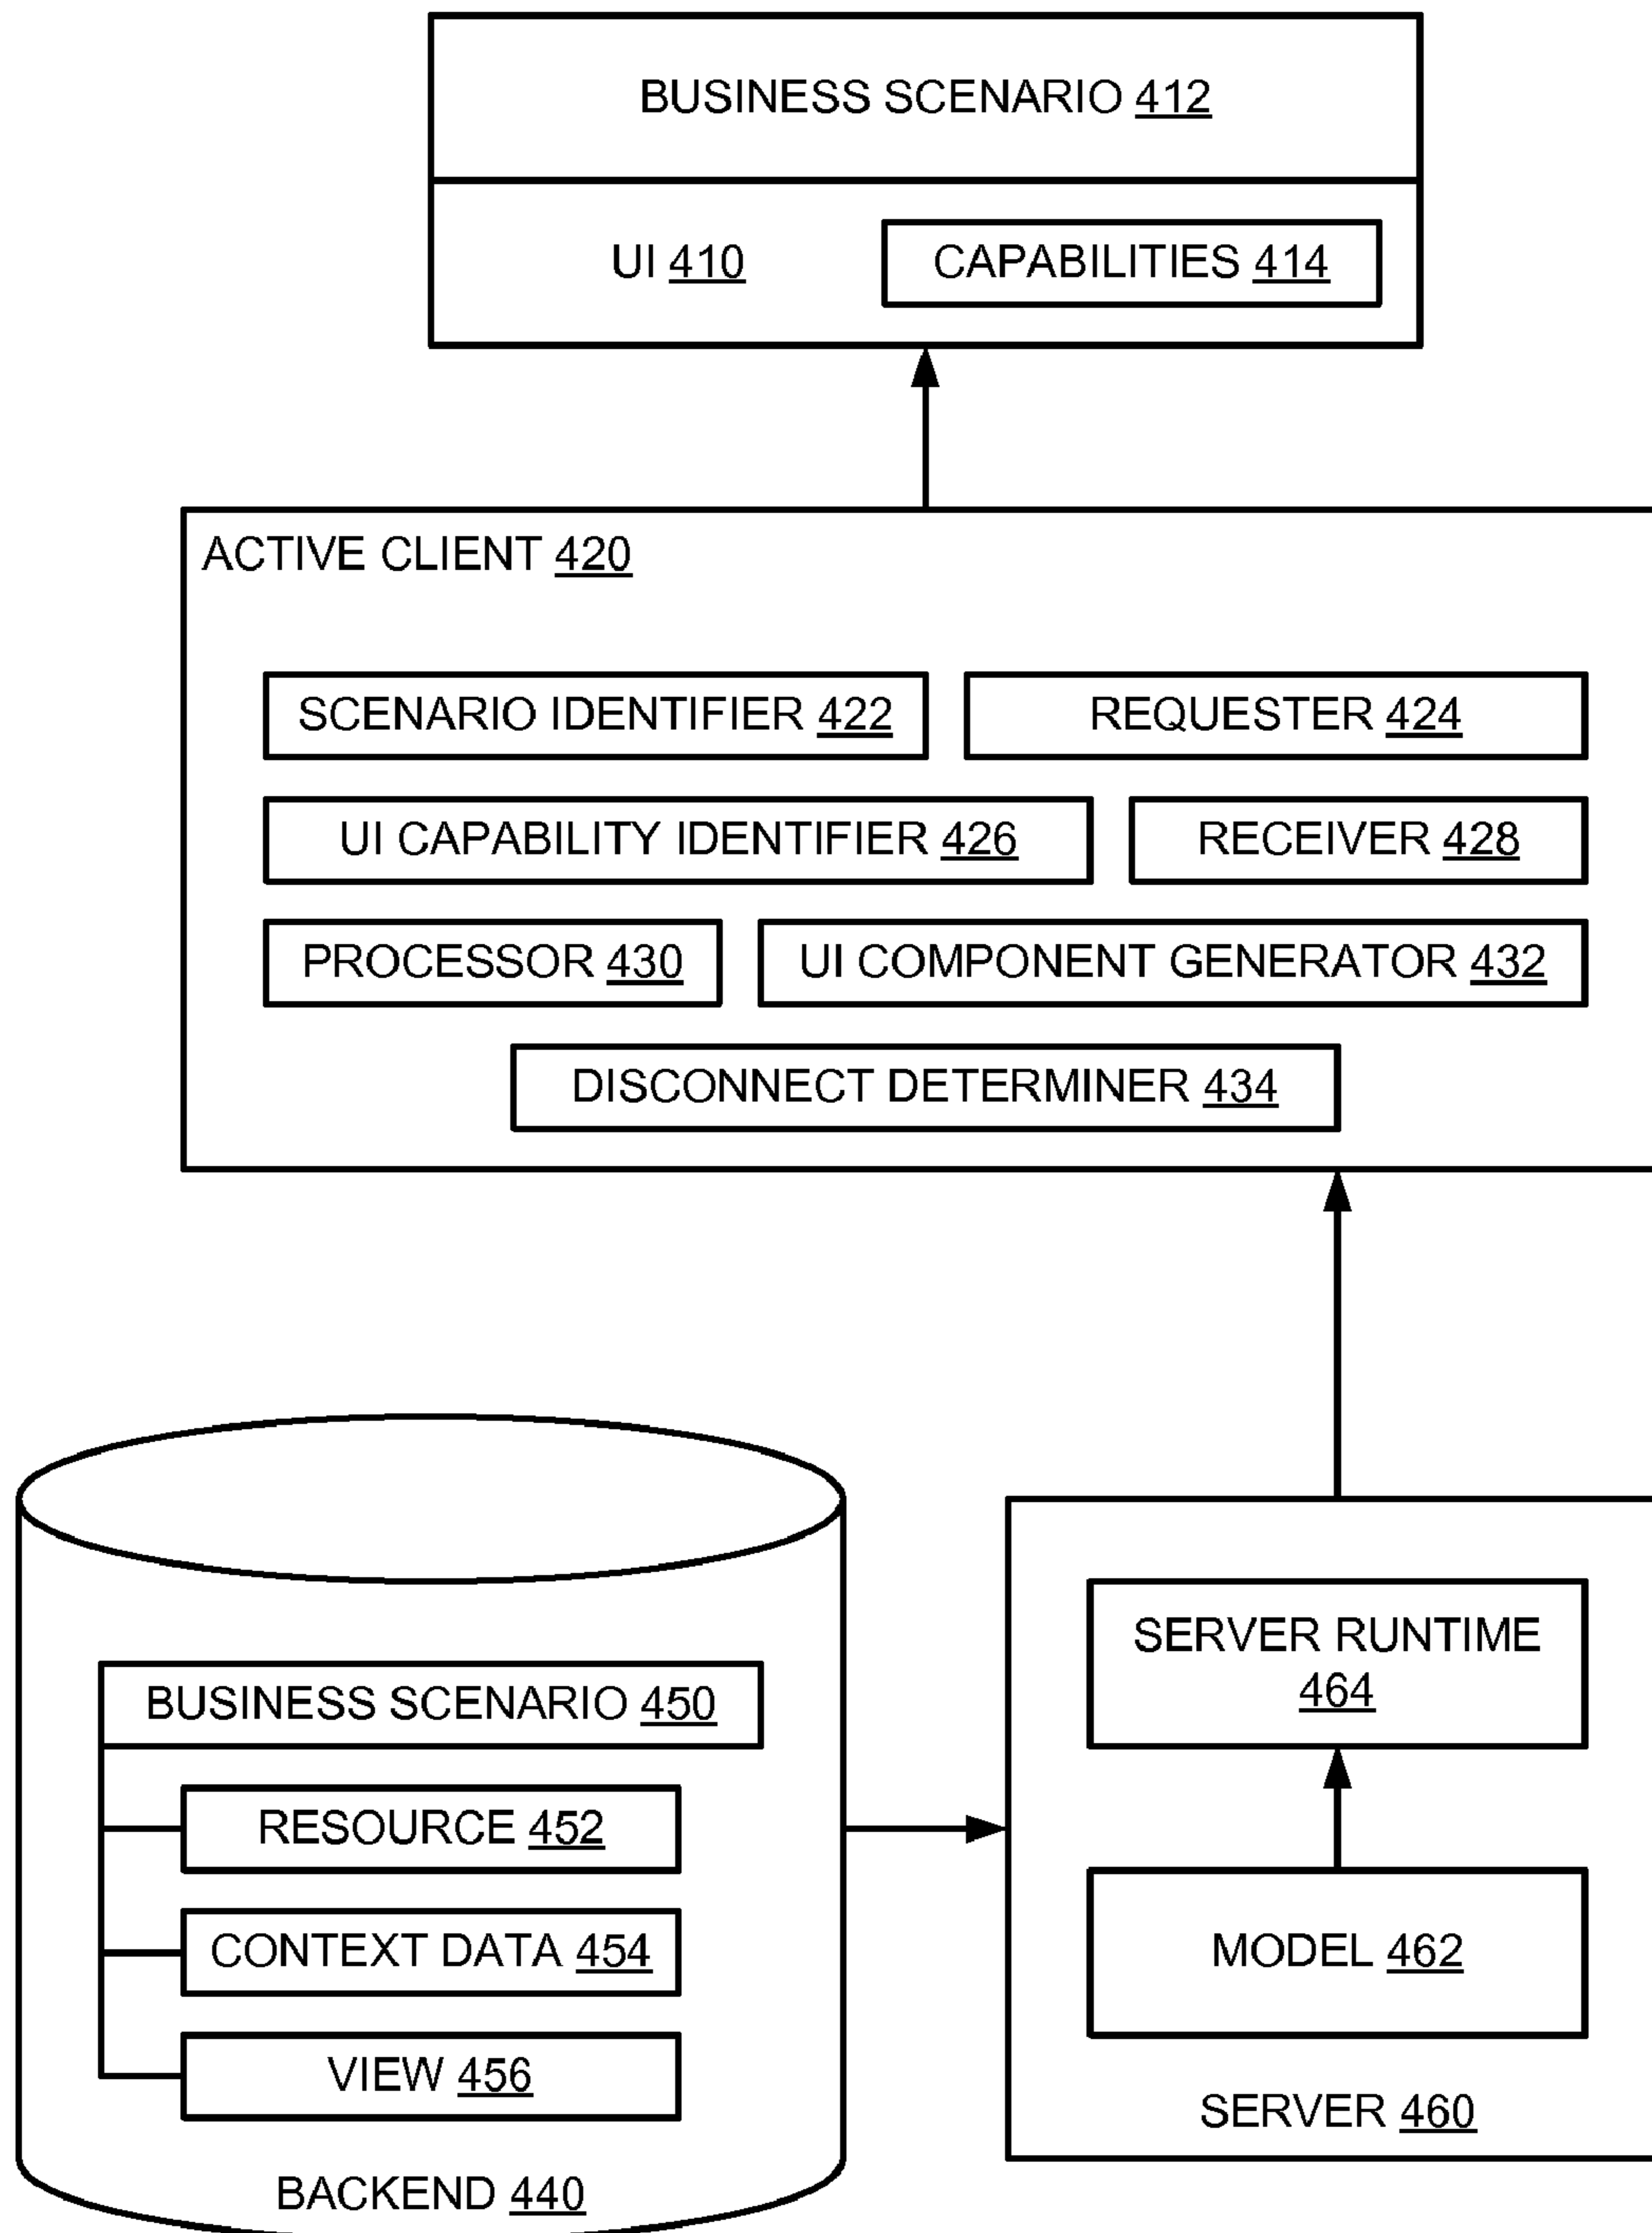 BUSINESS SCENARIO 412
UI 410
CAPABILITIES 414
ACTIVE CLIENT 420
SCENARIO IDENTIFIER 422
REQUESTER 424
UI CAPABILITY IDENTIFIER 426
RECEIVER 428
PROCESSOR 430
UI COMPONENT GENERATOR 432
DISCONNECT DETERMINER 434
BUSINESS SCENARIO 450
RESOURCE 452
CONTEXT DATA 454
VIEW 456
BACKEND 440
SERVER RUNTIME
464
MODEL 462
SERVER 460